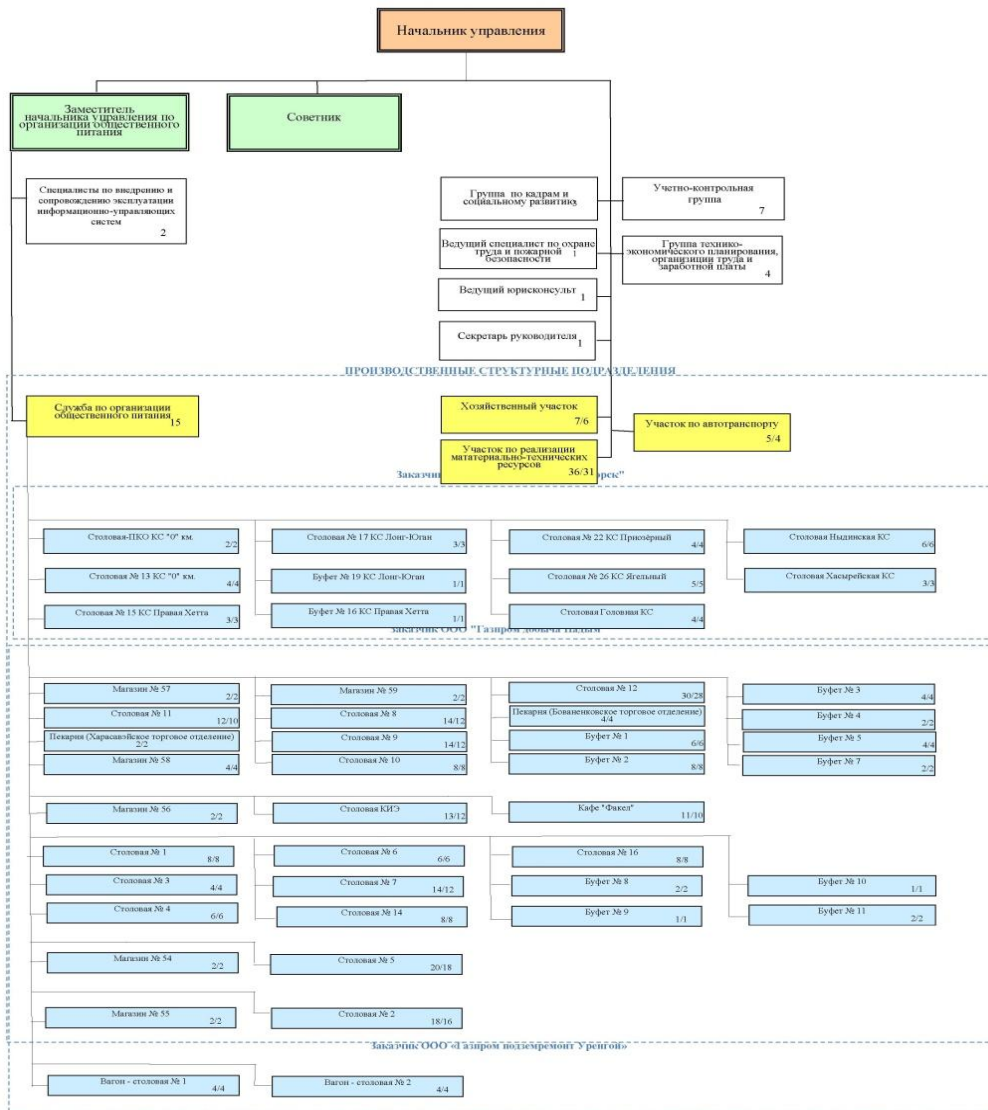 Начальник управления
Заместитель
начальника управления по
организации общественного
питания
Советник
Специалисты по внедрению и
сопровождению эксплуатации
информационно-управляющих
систем
2
Группа по кадрам и
социальному развитию
3
Учетно-контрольная
группа
7
Ведущий специалист по охране
труда и пожарной
безопасности
1
Группа технико-
экономического планирования,
организации труда и
заработной платы
4
Ведущий юрисконсульт
1
Секретарь руководителя
1
ПРОИЗВОДСТВЕННЫЕ СТРУКТУРНЫЕ ПОДРАЗДЕЛЕНИЯ
Служба по организации
общественного питания
15
Хозяйственный участок
7/6
Участок по автотранспорту
5/4
Участок по реализации
матaтериально-технических
ресурсов
36/31
Заказчик орск"
Столовая-ПКО КС "0" км.
2/2
Столовая № 17 КС Лонг-Юган
3/3
Столовая № 22 КС Приозёрный
4/4
Столовая Ныдинская КС
6/6
Столовая № 13 КС "0" км.
4/4
Буфет № 19 КС Лонг-Юган
1/1
Столовая № 26 КС Ягельный
5/5
Столовая Хасырейская КС
3/3
Столовая № 15 КС Правая Хетта
3/3
Буфет № 16 КС Правая Хетта
1/1
Столовая Головная КС
4/4
Заказчик ООО "Газпром добыча Надым
Магазин № 57
2/2
Магазин № 59
2/2
Столовая № 12
30/28
Буфет № 3
4/4
Столовая № 11
12/10
Столовая № 8
14/12
Пекарня (Бованенковское торговое отделение)
4/4
Буфет № 4
2/2
Пекарня (Харасавэйское торговое отделение)
2/2
Столовая № 9
14/12
Буфет № 1
6/6
Буфет № 5
4/4
Магазин № 58
4/4
Столовая № 10
8/8
Буфет № 2
8/8
Буфет № 7
2/2
Магазин № 56
2/2
Столовая КИЭ
13/12
Кафе "Факел"
11/10
Столовая № 1
8/8
Столовая № 6
6/6
Столовая № 16
8/8
Столовая № 3
4/4
Столовая № 7
14/12
Буфет № 8
2/2
Буфет № 10
1/1
Столовая № 4
6/6
Столовая № 14
8/8
Буфет № 9
1/1
Буфет № 11
2/2
Магазин № 54
2/2
Столовая № 5
20/18
Магазин № 55
2/2
Столовая № 2
18/16
Заказчик ООО «Газпром подземремонт Уренгой»
Вагон - столовая № 1
4/4
Вагон - столовая № 2
4/4